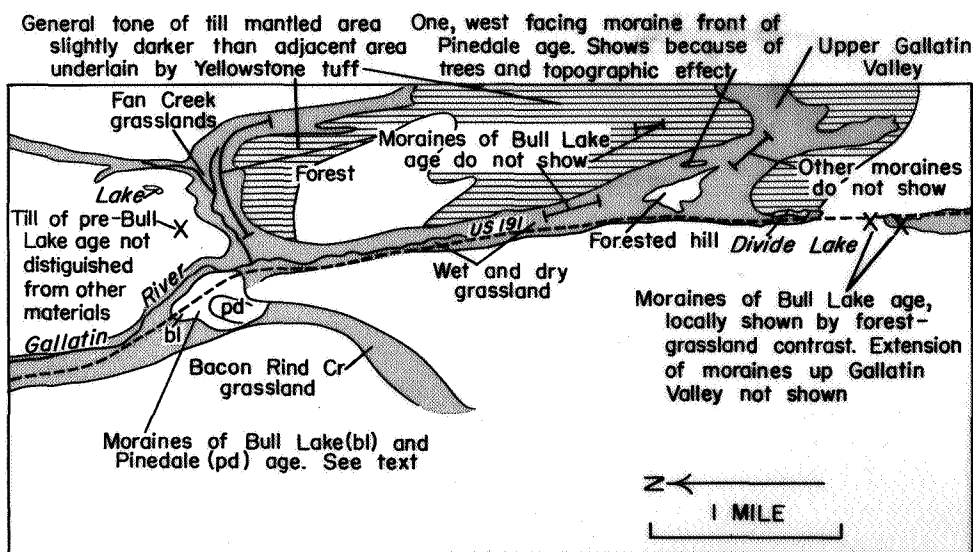 General tone of till mantled area
slightly darker than adjacent area
underlain by Yellowstone tuff
One, west facing moraine front of
Pinedale age. Shows because of
trees and topographic effect
Upper Gallatin
Valley
Fan Creek
grasslands
Moraines of Bull Lake
age do not show
Forest
Lake
Other moraines
do not show
Till of pre-Bull
Lake age not
distiguished
from other
materials
US 191
Forested hill
Divide Lake
River
Wet and dry
grassland
pd
bl
Gallatin
Moraines of Bull Lake age,
locally shown by forest-
grassland contrast. Extension
of moraines up Gallatin
Valley not shown
Bacon Rind Cr
grassland
Moraines of Bull Lake(bl) and
Pinedale (pd) age. See text
N
1 MILE